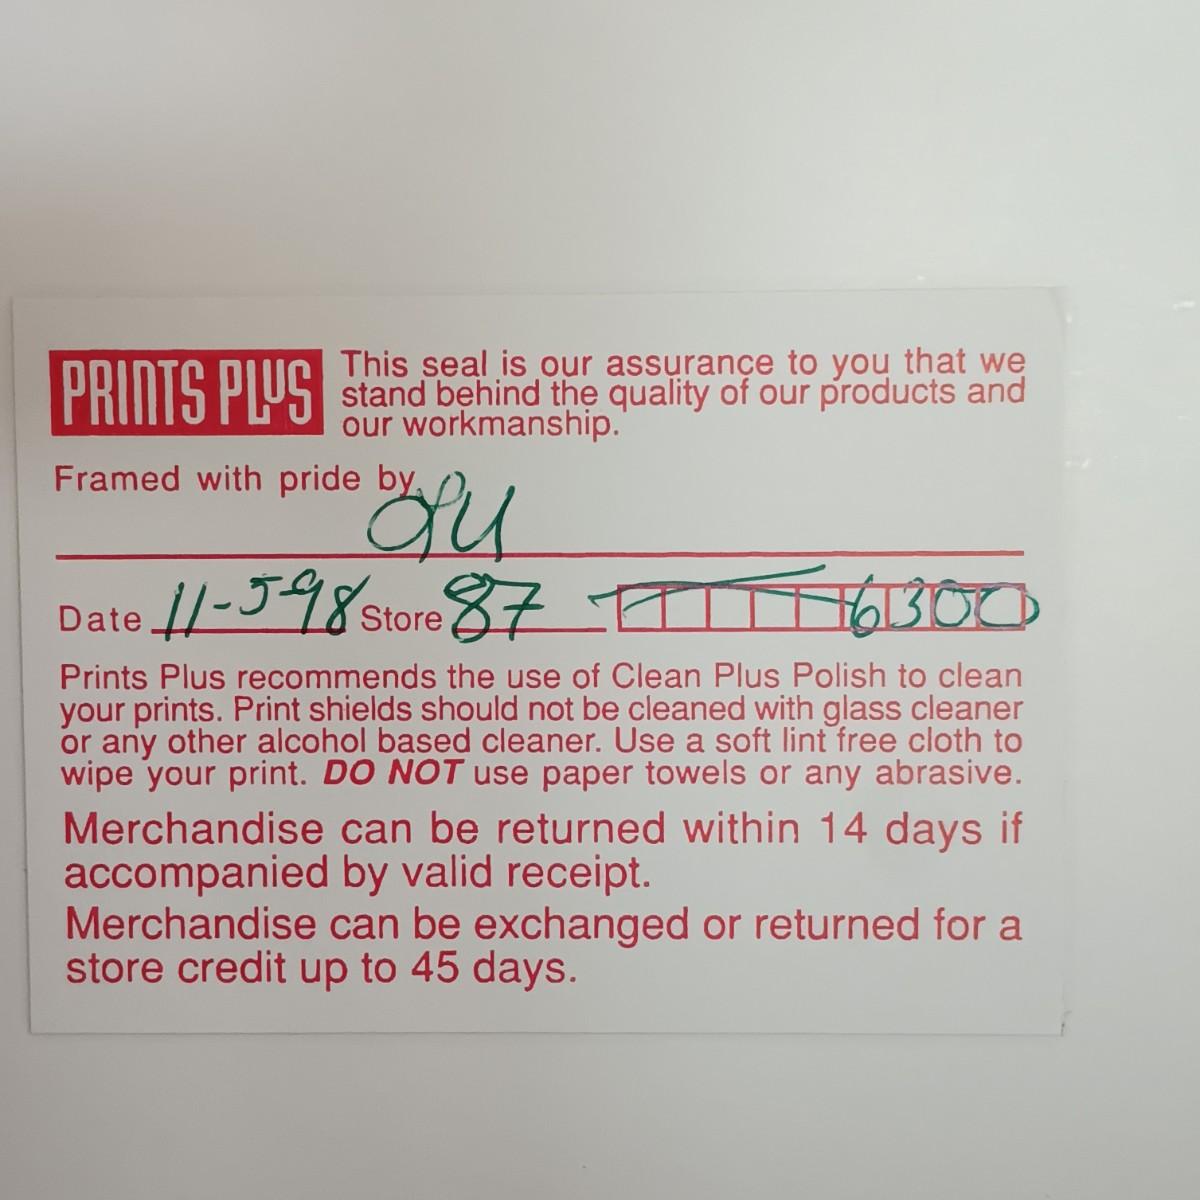 PRINTS PLUS
This seal is our assurance to you that we
stand behind the quality of our products and
our workmanship.
Framed with pride by
Date 11-5-98 Store 87 6300
Prints Plus recommends the use of Clean Plus Polish to clean
your prints. Print shields should not be cleaned with glass cleaner
or any other alcohol based cleaner. Use a soft lint free cloth to
wipe your print. DO NOT use paper towels or any abrasive.
Merchandise can be returned within 14 days if
accompanied by valid receipt.
Merchandise can be exchanged or returned for a
store credit up to 45 days.